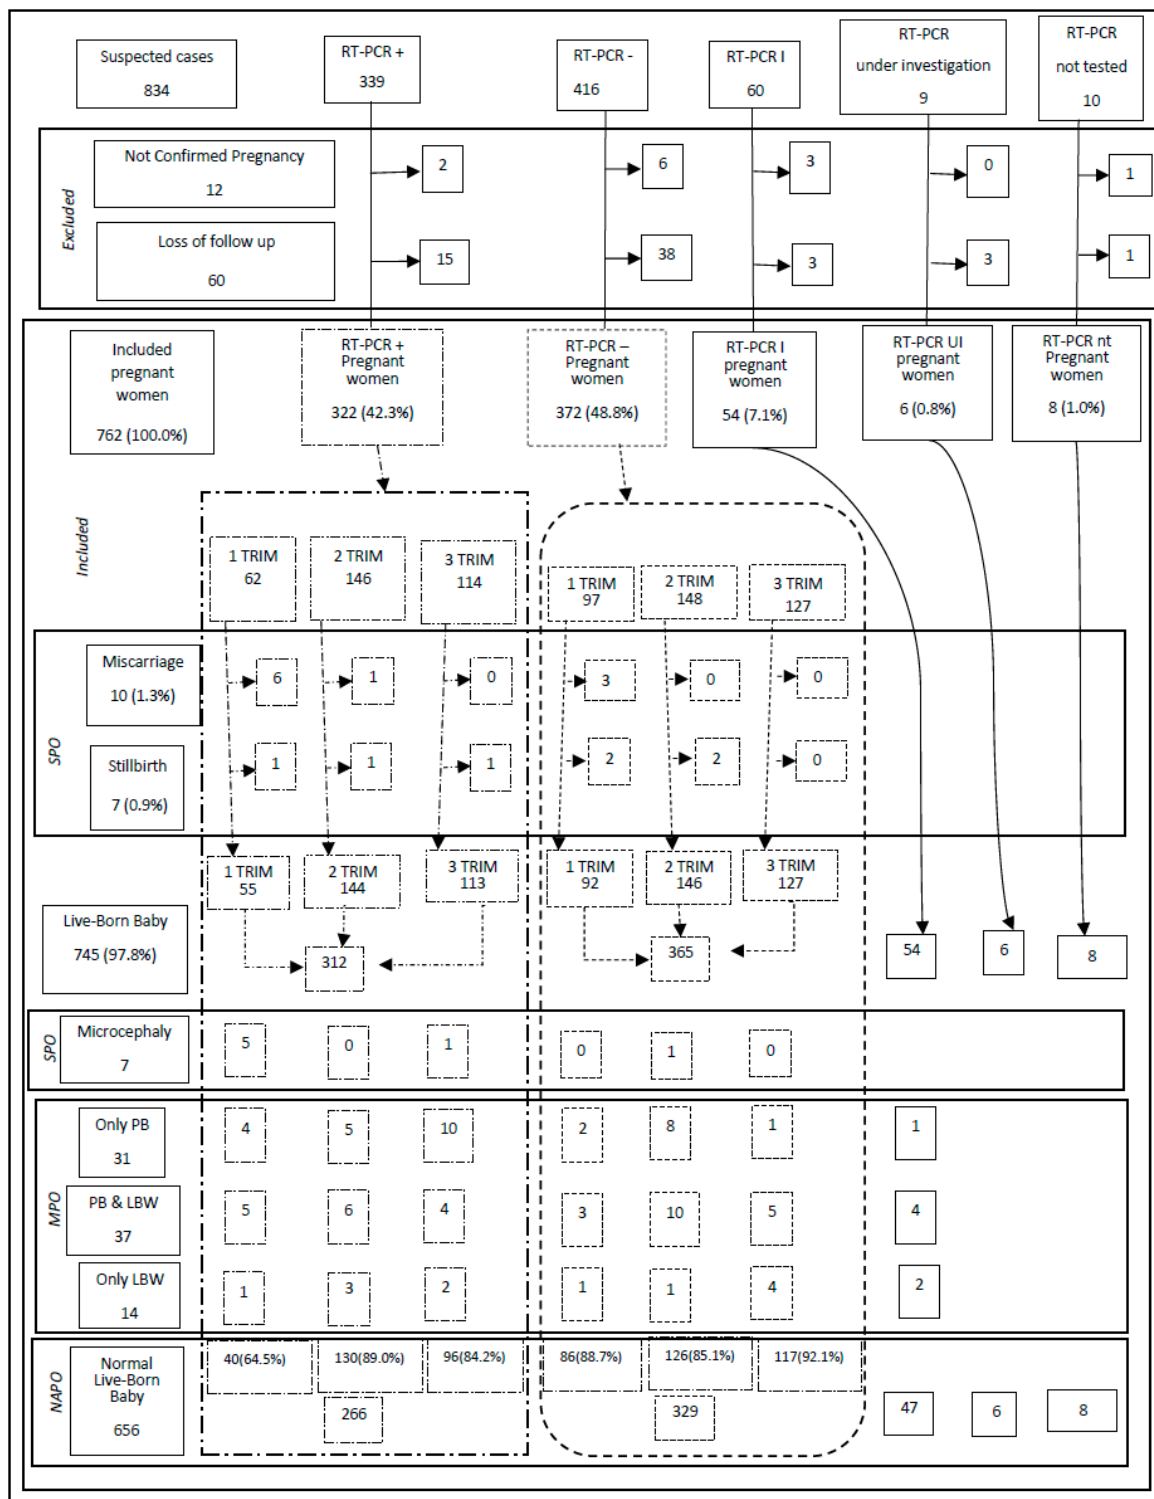 Suspected cases
834
RT-PCR +
339
RT-PCR -
416
RT-PCR I
60
RT-PCR
under investigation
9
RT-PCR
not tested
10
Excluded
Not Confirmed Pregnancy
12
2
6
3
0
1
Loss of follow up
60
15
38
3
3
1
Included
Included
pregnant
women
762 (100.0%)
RT-PCR +
Pregnant
women
322 (42.3%)
RT-PCR –
Pregnant
women
372 (48.8%)
RT-PCR I
pregnant
women
54 (7.1%)
RT-PCR UI
pregnant
women
6 (0.8%)
RT-PCR nt
Pregnant
women
8 (1.0%)
1 TRIM
62
2 TRIM
146
3 TRIM
114
1 TRIM
97
2 TRIM
148
3 TRIM
127
SPO
Miscarriage
10 (1.3%)
6
1
0
3
0
0
Stillbirth
7 (0.9%)
1
1
1
2
2
0
1 TRIM
55
2 TRIM
144
3 TRIM
113
1 TRIM
92
2 TRIM
146
3 TRIM
127
Live-Born Baby
745 (97.8%)
312
365
54
6
8
SPO
Microcephaly
7
5
0
1
0
1
0
MPO
Only PB
31
4
5
10
2
8
1
1
PB & LBW
37
5
6
4
3
10
5
4
Only LBW
14
1
3
2
1
1
4
2
NAPO
Normal
Live-Born
Baby
656
40(64.5%)
130(89.0%)
96(84.2%)
86(88.7%)
126(85.1%)
117(92.1%)
266
329
47
6
8